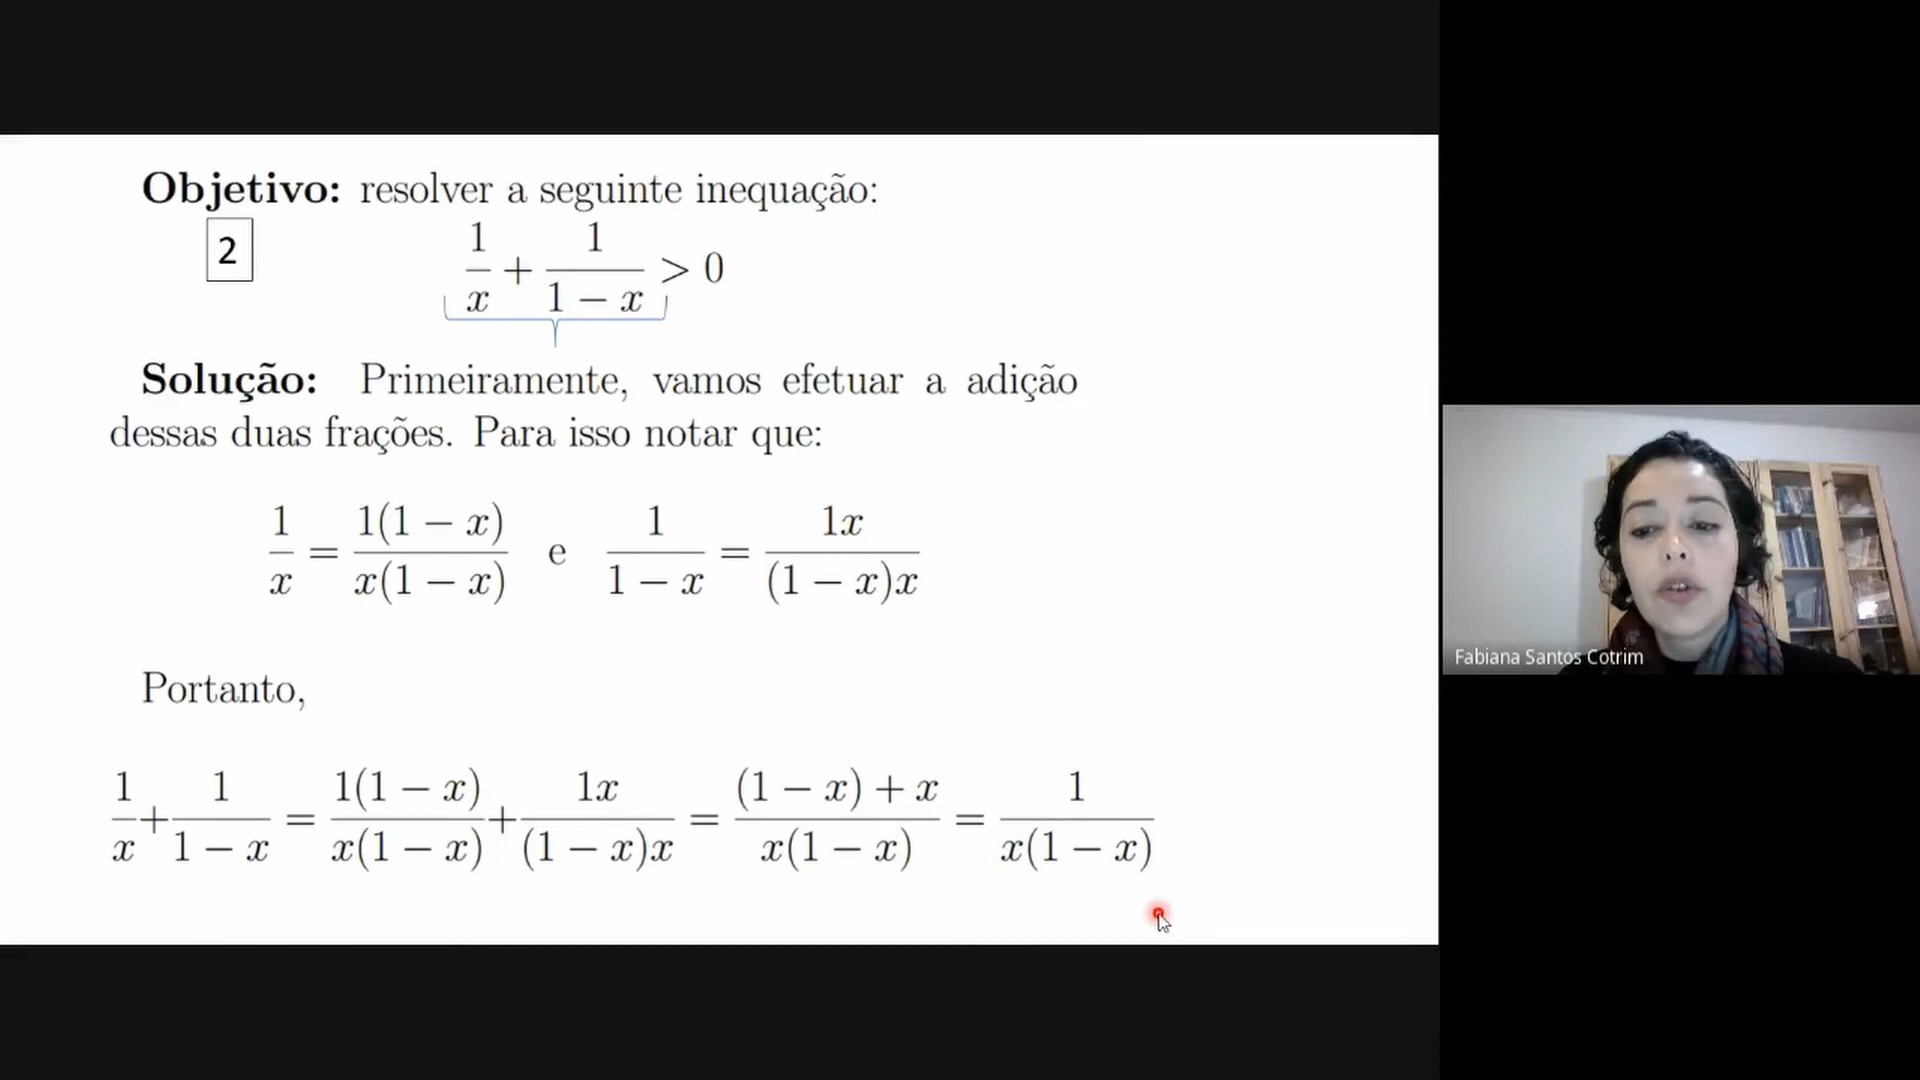 Objetivo: resolver a seguinte inequação:
2
1/x + 1/(1 − x) > 0
Solução: Primeiramente, vamos efetuar a adição
dessas duas frações. Para isso notar que:
1/x = 1(1 − x)/x(1 − x) e 1/(1 − x) = 1x/(1 − x)x
Portanto,
1/x + 1/(1 − x) = 1(1 − x)/x(1 − x) + 1x/(1 − x)x = (1 − x) + x/x(1 − x) = 1/x(1 − x)
Fabiana Santos Cotrim